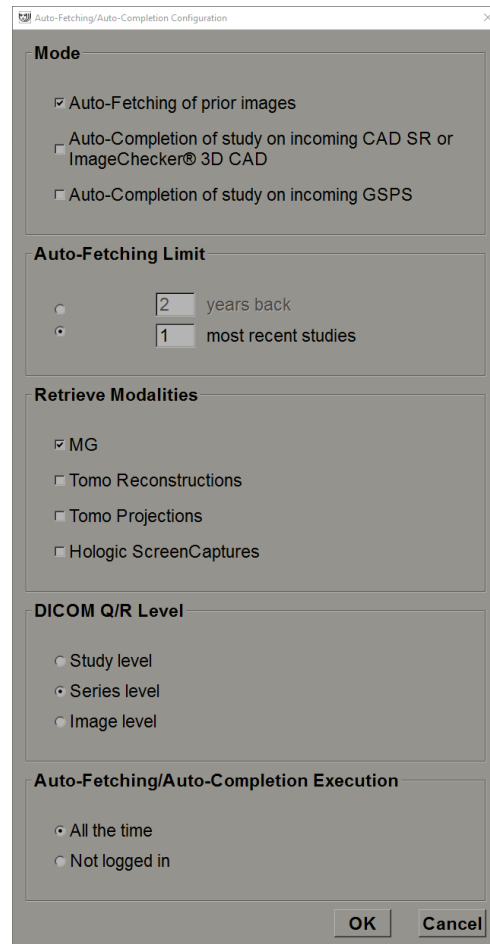 Auto-Fetching/Auto-Completion Configuration
Mode
Auto-Fetching of prior images
Auto-Completion of study on incoming CAD SR or
ImageChecker® 3D CAD
Auto-Completion of study on incoming GSPS
Auto-Fetching Limit
2 years back
1 most recent studies
Retrieve Modalities
MG
Tomo Reconstructions
Tomo Projections
Hologic ScreenCaptures
DICOM Q/R Level
Study level
Series level
Image level
Auto-Fetching/Auto-Completion Execution
All the time
Not logged in
OK Cancel